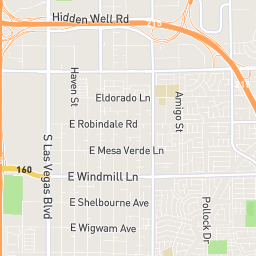 Hidden Well Rd
Haven St
Eldorado Ln
Amigo St
E Robindale Rd
S Las Vegas Blvd
E Mesa Verde Ln
160
E Windmill Ln
E Shelbourne Ave
Pollock Dr
E Wigwam Ave